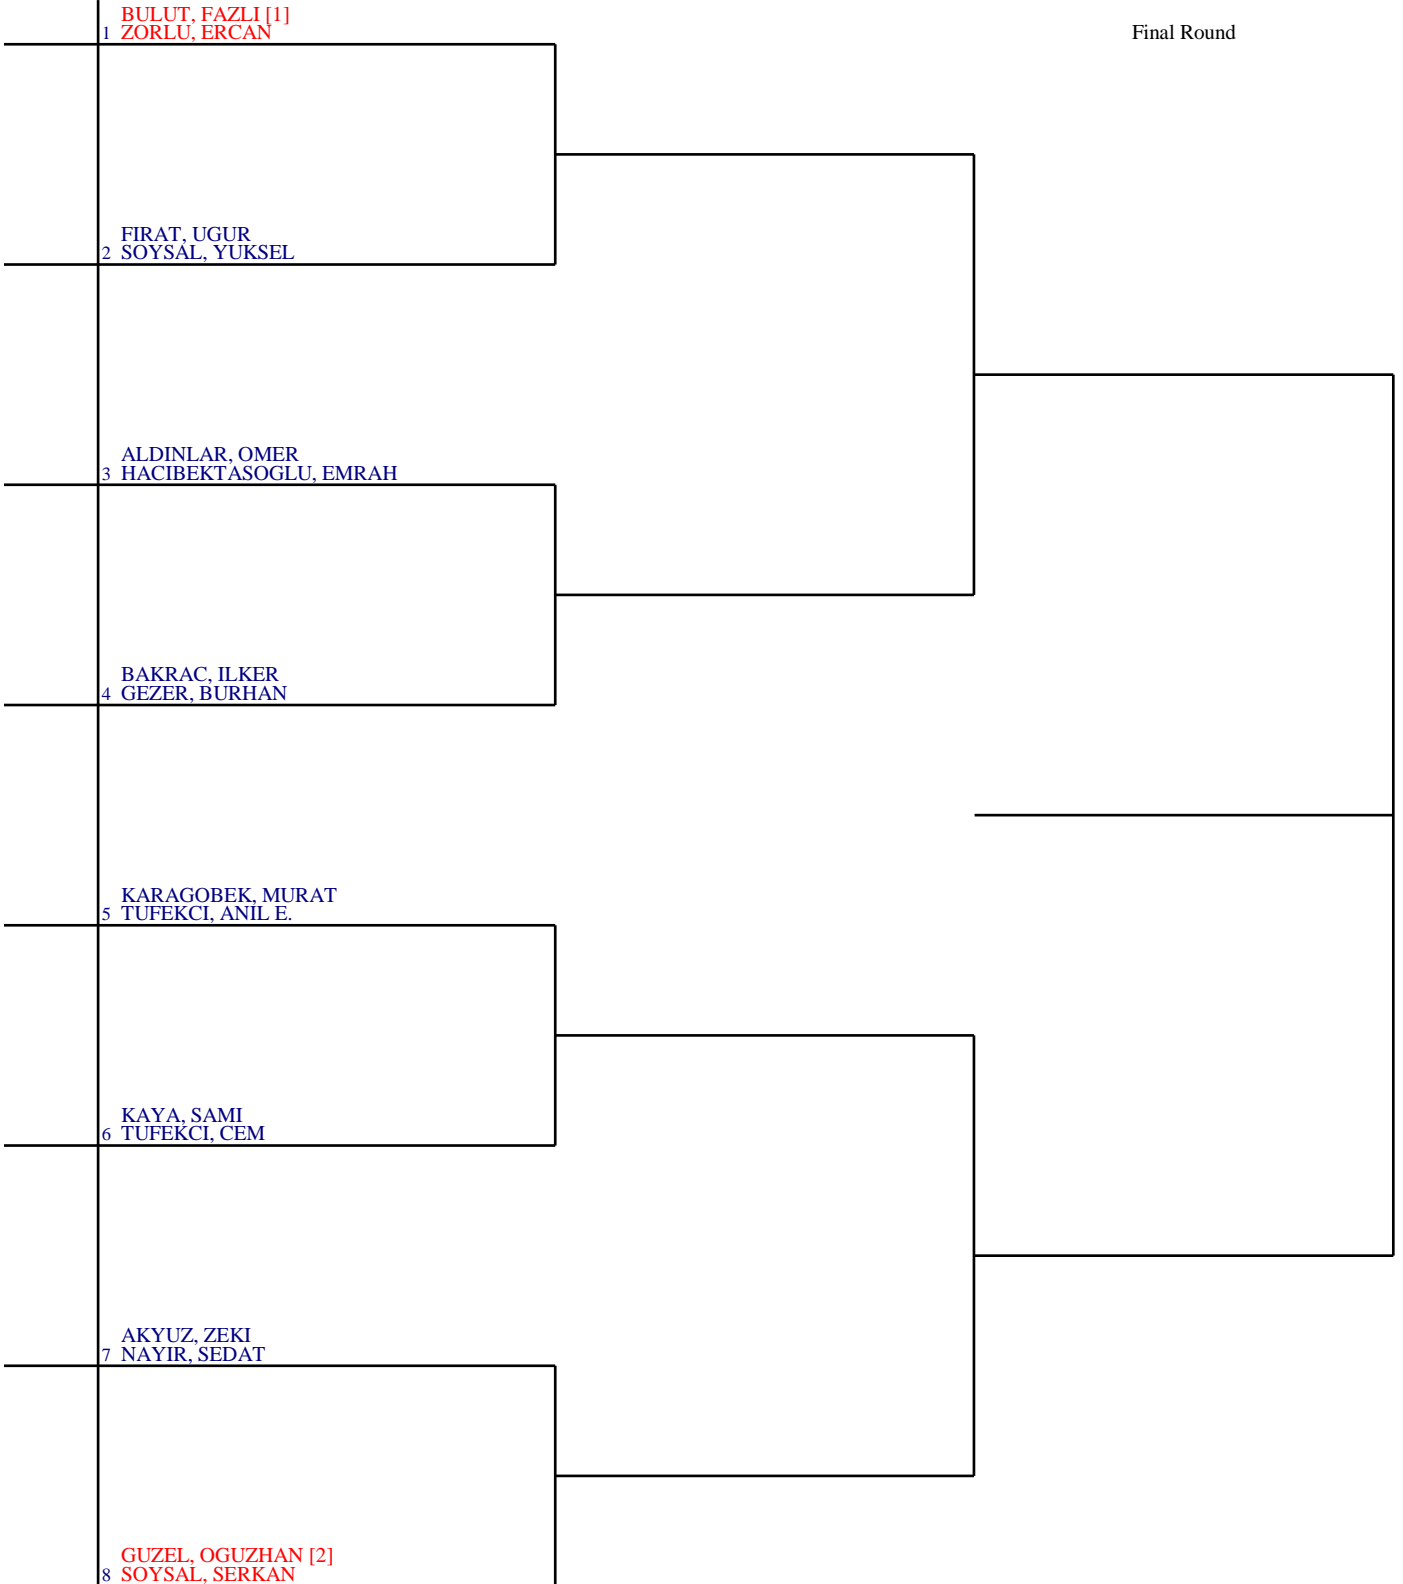 BULUT, FAZLI [1]
1 ZORLU, ERCAN
Final Round
FIRAT, UGUR
2 SOYSAL, YUKSEL
ALDINLAR, OMER
3 HACIBEKTASOGLU, EMRAH
BAKRAC, ILKER
4 GEZER, BURHAN
KARAGOBEK, MURAT
5 TUFEKCI, ANIL E.
KAYA, SAMI
6 TUFEKCI, CEM
AKYUZ, ZEKI
7 NAYIR, SEDAT
GUZEL, OGUZHAN [2]
8 SOYSAL, SERKAN